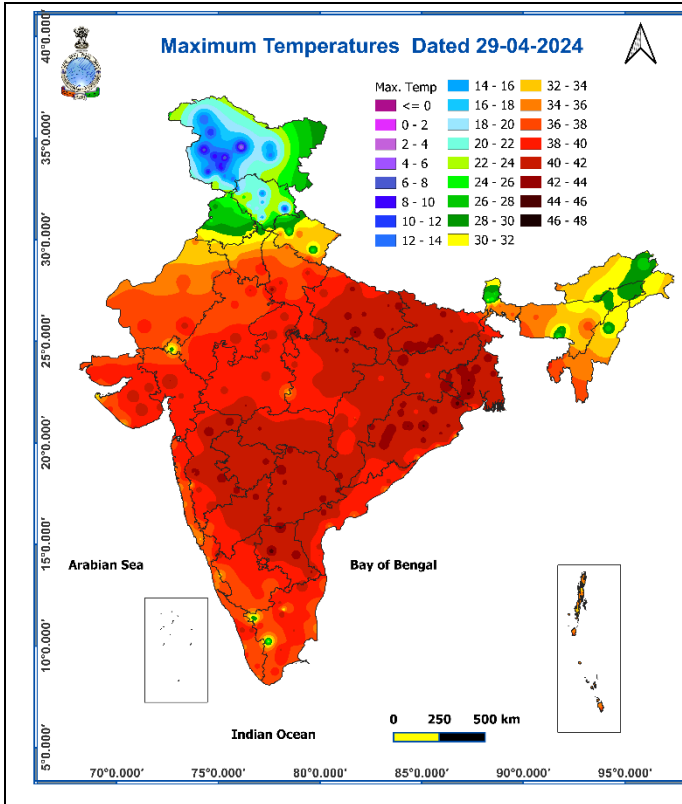 Maximum Temperatures Dated 29-04-2024
Max. Temp
<= 0
0 - 2
2 - 4
4 - 6
6 - 8
8 - 10
10 - 12
12 - 14
14 - 16
16 - 18
18 - 20
20 - 22
22 - 24
24 - 26
26 - 28
28 - 30
30 - 32
32 - 34
34 - 36
36 - 38
38 - 40
40 - 42
42 - 44
44 - 46
46 - 48
40°0.000'
35°0.000'
30°0.000'
25°0.000'
20°0.000'
15°0.000'
10°0.000'
5°0.000'
Arabian Sea
Bay of Bengal
Indian Ocean
0 250 500 km
70°0.000' 75°0.000' 80°0.000' 85°0.000' 90°0.000' 95°0.000'